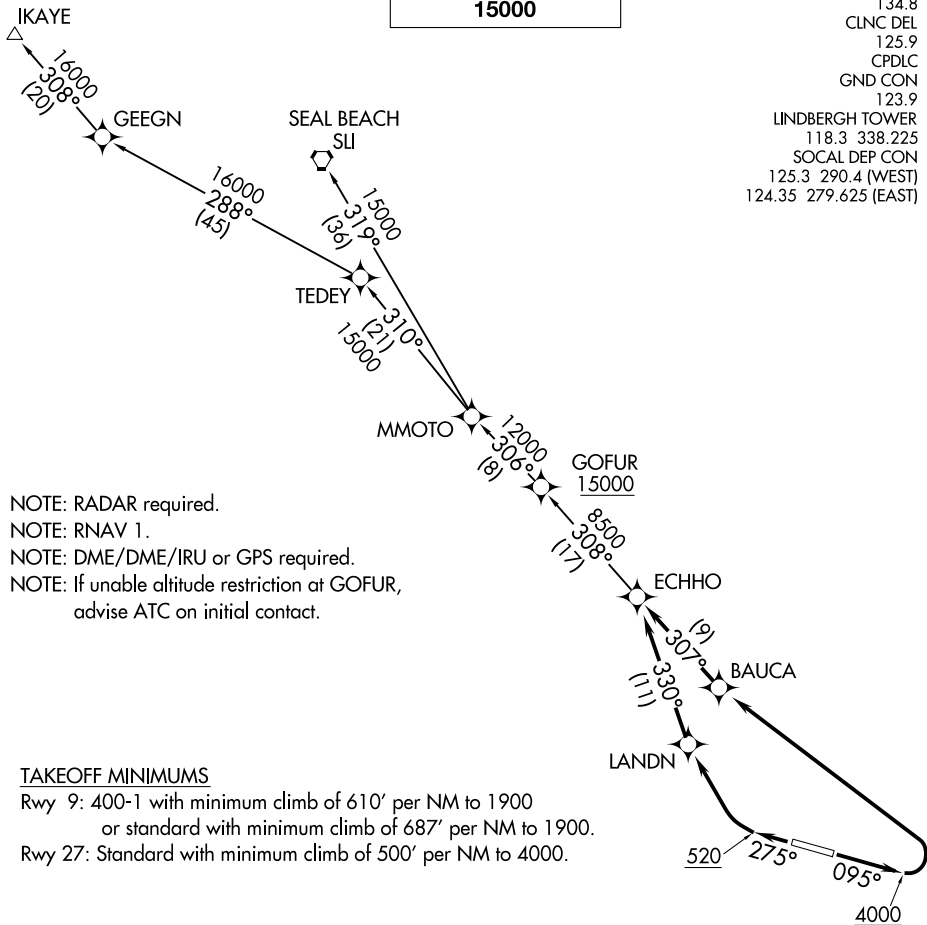 IKAYE
15000
134.8
CLNC DEL
125.9
CPDLC
GND CON
123.9
LINDBERGH TOWER
118.3 338.225
SOCAL DEP CON
125.3 290.4 (WEST)
124.35 279.625 (EAST)
16000
308°
(20)
GEEGN
SEAL BEACH
SLI
16000
288°
(45)
15000
319°
(36)
TEDEY
310°
(21)
15000
MMOTO
12000
306°
(8)
GOFUR
15000
8500
308°
(17)
ECHHO
NOTE: RADAR required.
NOTE: RNAV 1.
NOTE: DME/DME/IRU or GPS required.
NOTE: If unable altitude restriction at GOFUR,
advise ATC on initial contact.
(9)
307°
BAUCA
330°
(11)
LANDN
TAKEOFF MINIMUMS
Rwy 9: 400-1 with minimum climb of 610' per NM to 1900
or standard with minimum climb of 687' per NM to 1900.
Rwy 27: Standard with minimum climb of 500' per NM to 4000.
520
275°
095°
4000